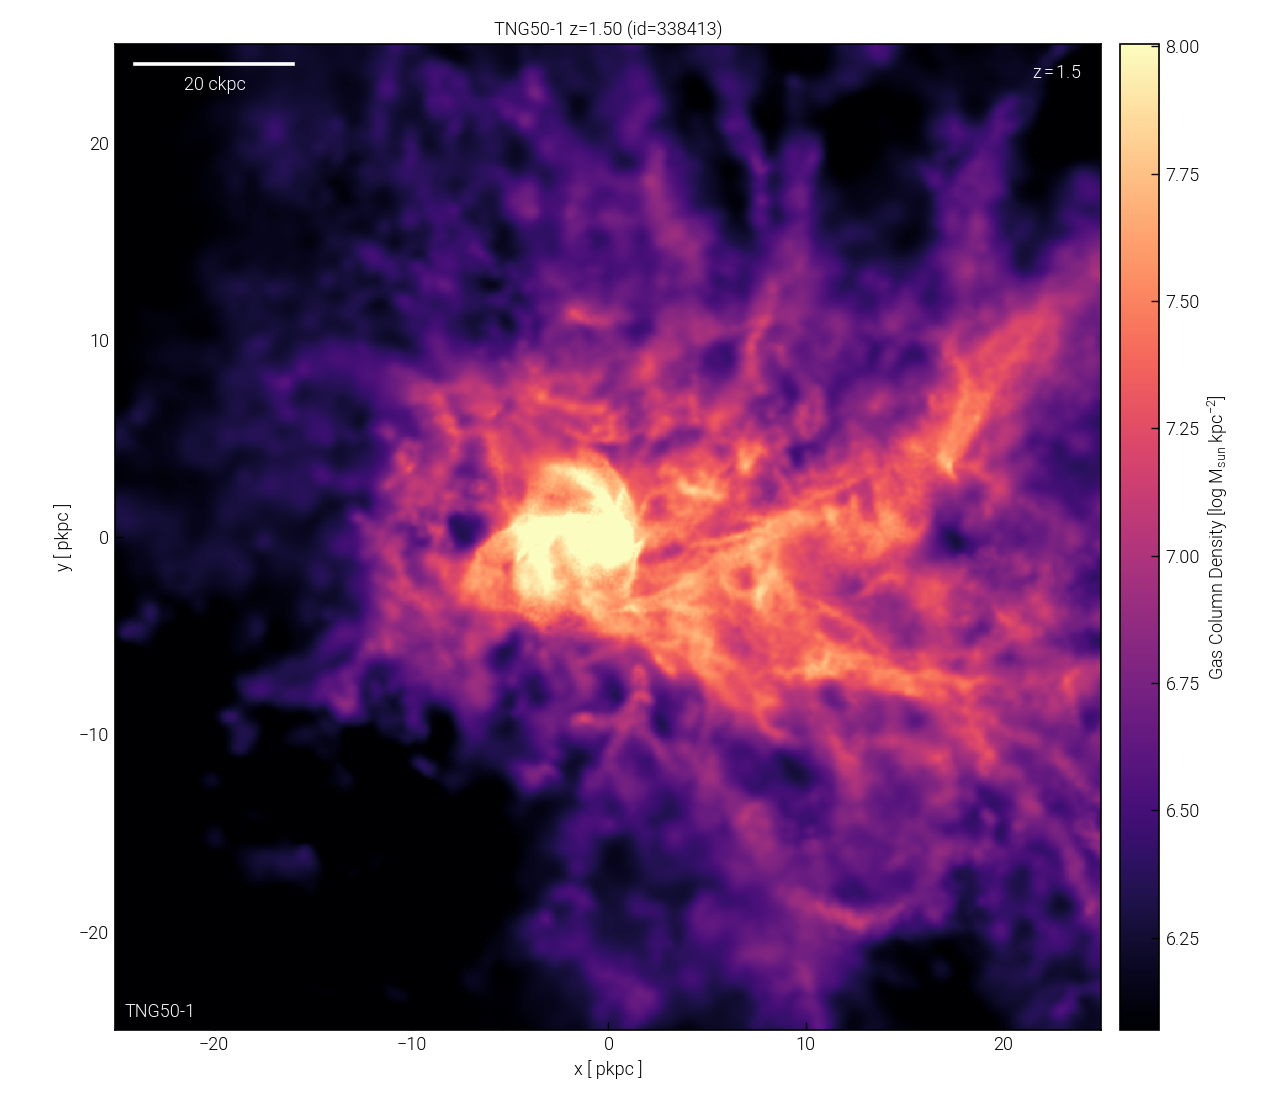 TNG50-1 z=1.50 (id=338413)
20 ckpc
z = 1.5
TNG50-1
20
10
0
−10
−20
y [ pkpc ]
−20
−10
0
10
20
x [ pkpc ]
8.00
7.75
7.50
7.25
7.00
6.75
6.50
6.25
Gas Column Density [log M_sun kpc⁻²]